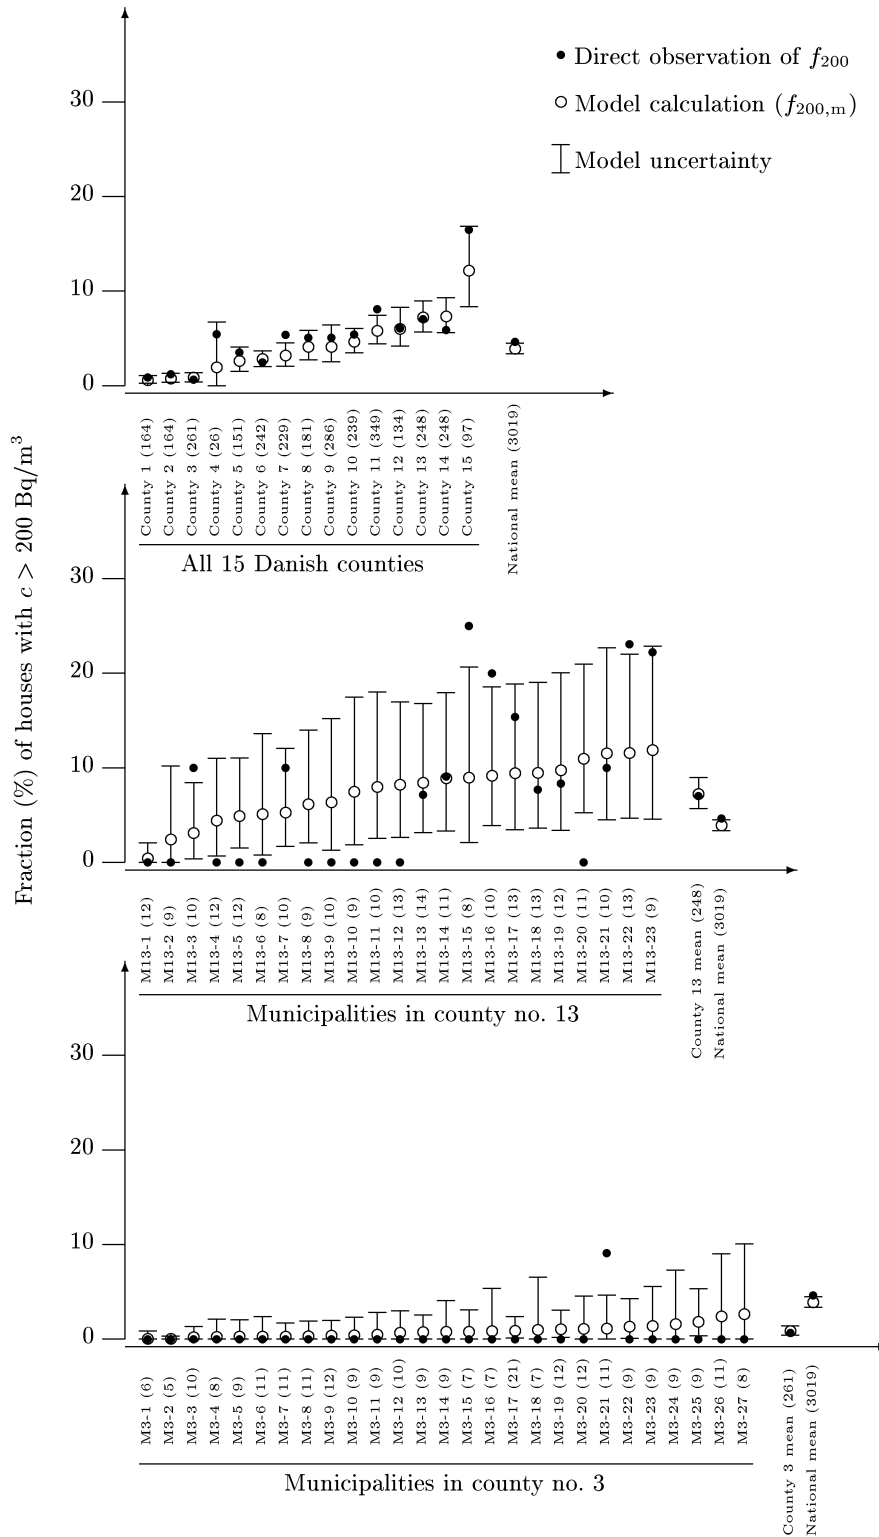 Direct observation of f200
Model calculation (f200,m)
Model uncertainty
Fraction (%) of houses with c > 200 Bq/m3
30
20
10
0
County 1 (164)
County 2 (164)
County 3 (261)
County 4 (26)
County 5 (151)
County 6 (242)
County 7 (229)
County 8 (181)
County 9 (286)
County 10 (239)
County 11 (349)
County 12 (134)
County 13 (248)
County 14 (248)
County 15 (97)
National mean (3019)
All 15 Danish counties
30
20
10
0
M13-1 (12)
M13-2 (9)
M13-3 (10)
M13-4 (12)
M13-5 (12)
M13-6 (8)
M13-7 (10)
M13-8 (9)
M13-9 (10)
M13-10 (9)
M13-11 (10)
M13-12 (13)
M13-13 (14)
M13-14 (11)
M13-15 (8)
M13-16 (10)
M13-17 (13)
M13-18 (13)
M13-19 (12)
M13-20 (11)
M13-21 (10)
M13-22 (13)
M13-23 (9)
County 13 mean (248)
National mean (3019)
Municipalities in county no. 13
30
20
10
0
M3-1 (6)
M3-2 (5)
M3-3 (10)
M3-4 (8)
M3-5 (9)
M3-6 (11)
M3-7 (11)
M3-8 (11)
M3-9 (12)
M3-10 (9)
M3-11 (9)
M3-12 (10)
M3-13 (9)
M3-14 (9)
M3-15 (7)
M3-16 (7)
M3-17 (21)
M3-18 (7)
M3-19 (12)
M3-20 (12)
M3-21 (11)
M3-22 (9)
M3-23 (9)
M3-24 (9)
M3-25 (9)
M3-26 (11)
M3-27 (8)
County 3 mean (261)
National mean (3019)
Municipalities in county no. 3